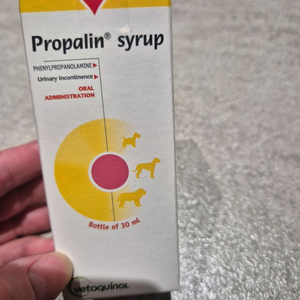 Propalin® syrup
PHENYLPROPANOLAMINE
Urinary incontinence
ORAL
ADMINISTRATION
Bottle of 30 ml
vetoquinol